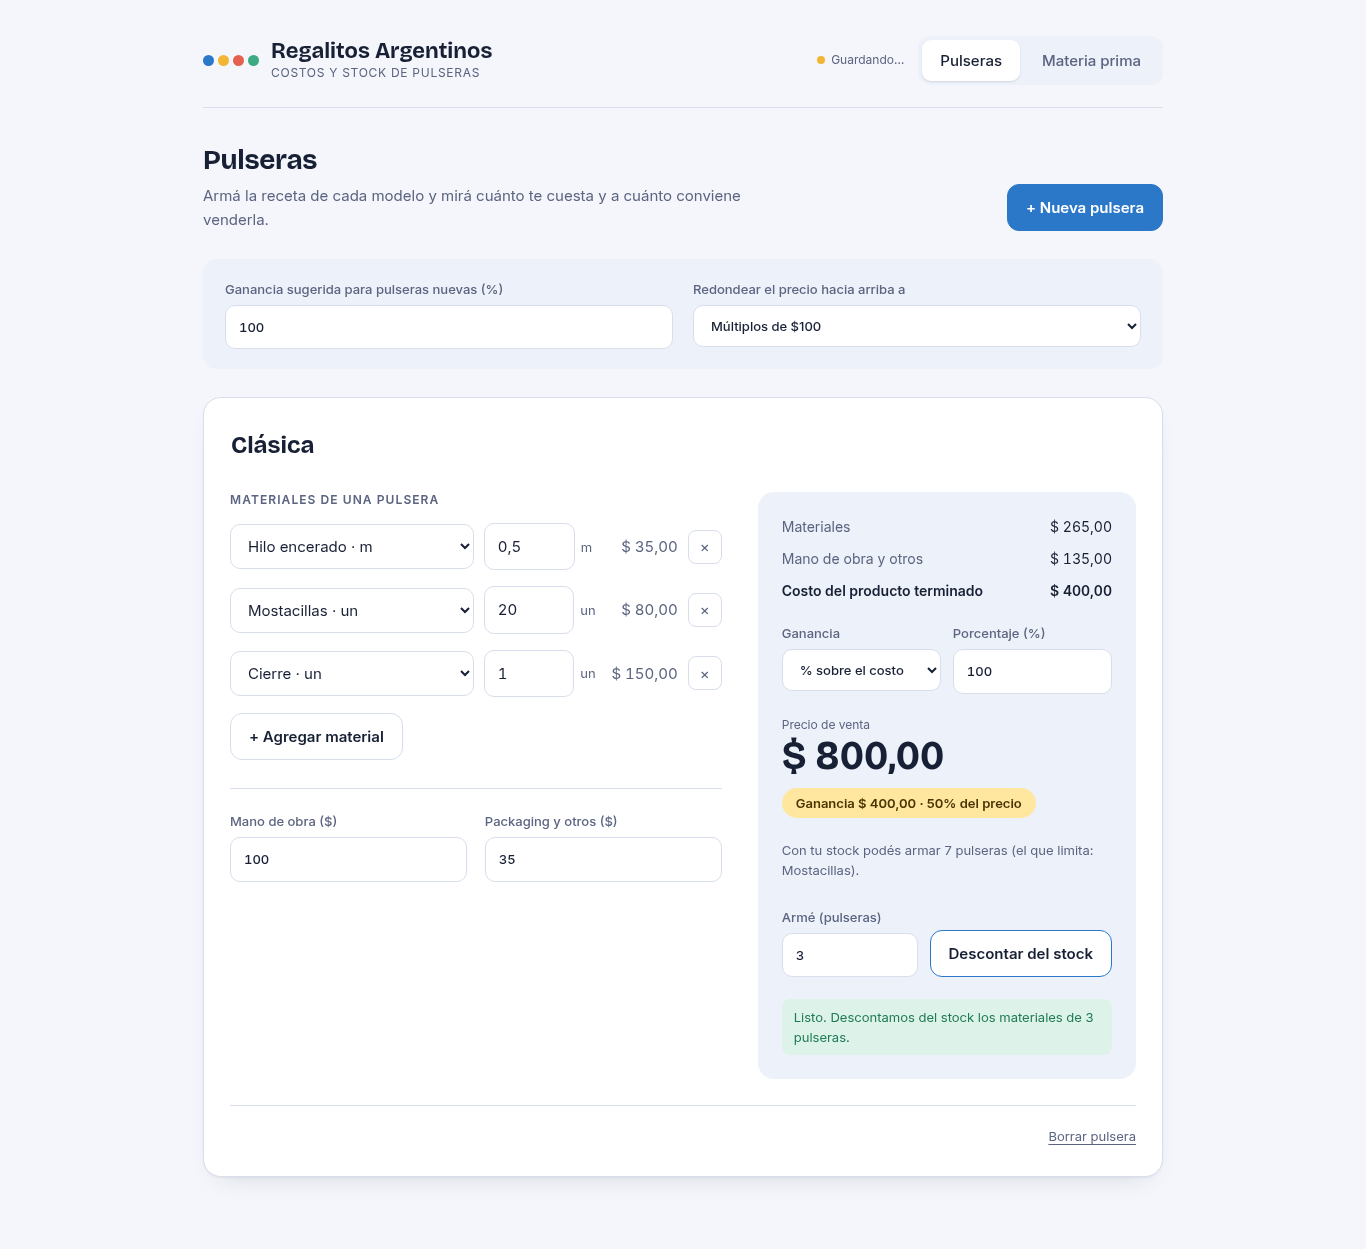 Regalitos Argentinos
COSTOS Y STOCK DE PULSERAS
Guardando...
Pulseras
Materia prima
Pulseras
Armá la receta de cada modelo y mirá cuánto te cuesta y a cuánto conviene
venderla.
+ Nueva pulsera
Ganancia sugerida para pulseras nuevas (%)
100
Redondear el precio hacia arriba a
Múltiplos de $100
Clásica
MATERIALES DE UNA PULSERA
Hilo encerado · m
0,5
m
$ 35,00
×
Mostacillas · un
20
un
$ 80,00
×
Cierre · un
1
un
$ 150,00
×
+ Agregar material
Mano de obra ($)
100
Packaging y otros ($)
35
Materiales
$ 265,00
Mano de obra y otros
$ 135,00
Costo del producto terminado
$ 400,00
Ganancia
% sobre el costo
Porcentaje (%)
100
Precio de venta
$ 800,00
Ganancia $ 400,00 · 50% del precio
Con tu stock podés armar 7 pulseras (el que limita:
Mostacillas).
Armé (pulseras)
3
Descontar del stock
Listo. Descontamos del stock los materiales de 3
pulseras.
Borrar pulsera